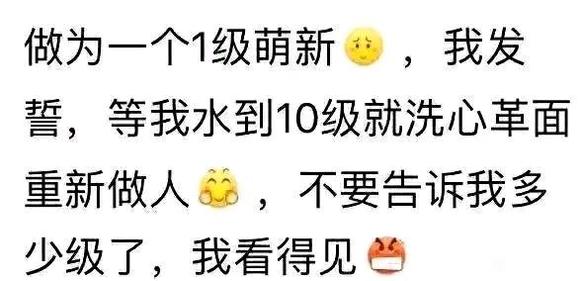 做为一个1级萌新😟，我发
誓，等我水到10级就洗心革面
重新做人🤗，不要告诉我多
少级了，我看得见😡